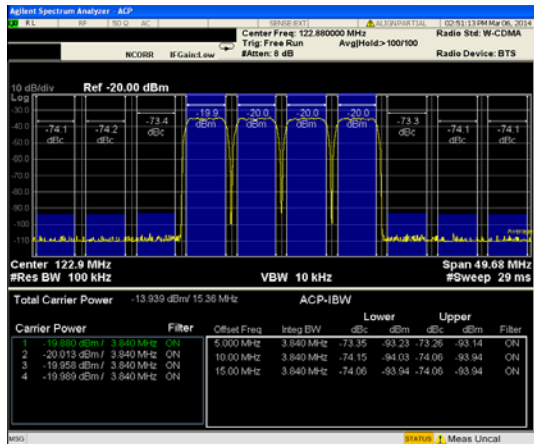 Agilent Spectrum Analyzer - ACP
RL RF 50 Ω AC SENSE:EXT ALIGN PARTIAL 02:51:13 PM Mar 06, 2014
Center Freq: 122.880000 MHz Radio Std: W-CDMA
Trig: Free Run Avg|Hold>100/100
NCORR IFGain:Low #Atten: 8 dB Radio Device: BTS
10 dB/div Ref -20.00 dBm
Log
-30.0
-19.9 dBm -20.0 dBm -20.0 dBm -20.0 dBm
-40.0
-74.1 dBc -74.2 dBc -73.4 dBc -73.3 dBc -74.1 dBc -74.1 dBc
-50.0
-60.0
-70.0
-80.0
-90.0
-100
-110
Average
Center 122.9 MHz Span 49.68 MHz
#Res BW 100 kHz VBW 10 kHz #Sweep 29 ms
Total Carrier Power -13.939 dBm/ 15.36 MHz ACP-IBW
Lower Upper
Carrier Power Filter Offset Freq Integ BW dBc dBm dBc dBm Filter
1 -19.880 dBm / 3.840 MHz ON 5.000 MHz 3.840 MHz -73.35 -93.23 -73.26 -93.14 ON
2 -20.013 dBm / 3.840 MHz ON 10.00 MHz 3.840 MHz -74.15 -94.03 -74.06 -93.94 ON
3 -19.958 dBm / 3.840 MHz ON 15.00 MHz 3.840 MHz -74.06 -93.94 -74.06 -93.94 ON
4 -19.989 dBm / 3.840 MHz ON
MSG STATUS Meas Uncal